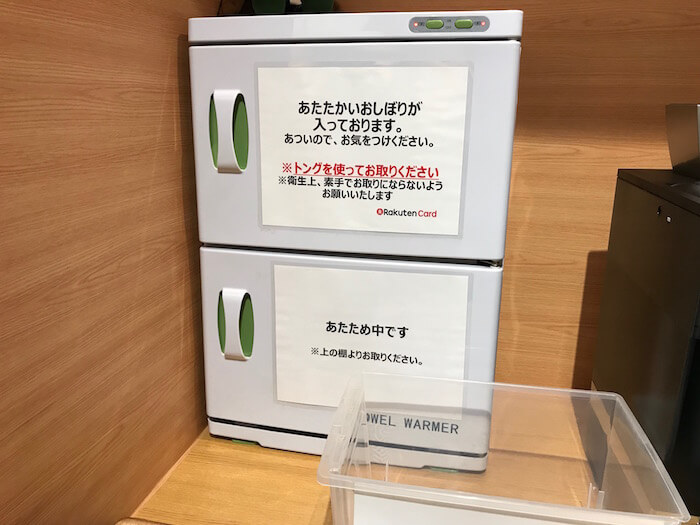 あたたかいおしぼりが
入っております。
あついので、お気をつけください。
※トングを使ってお取りください
※衛生上、素手でお取りにならないよう
お願いいたします
Rakuten Card
あたため中です
※上の棚よりお取りください。
OWEL WARMER